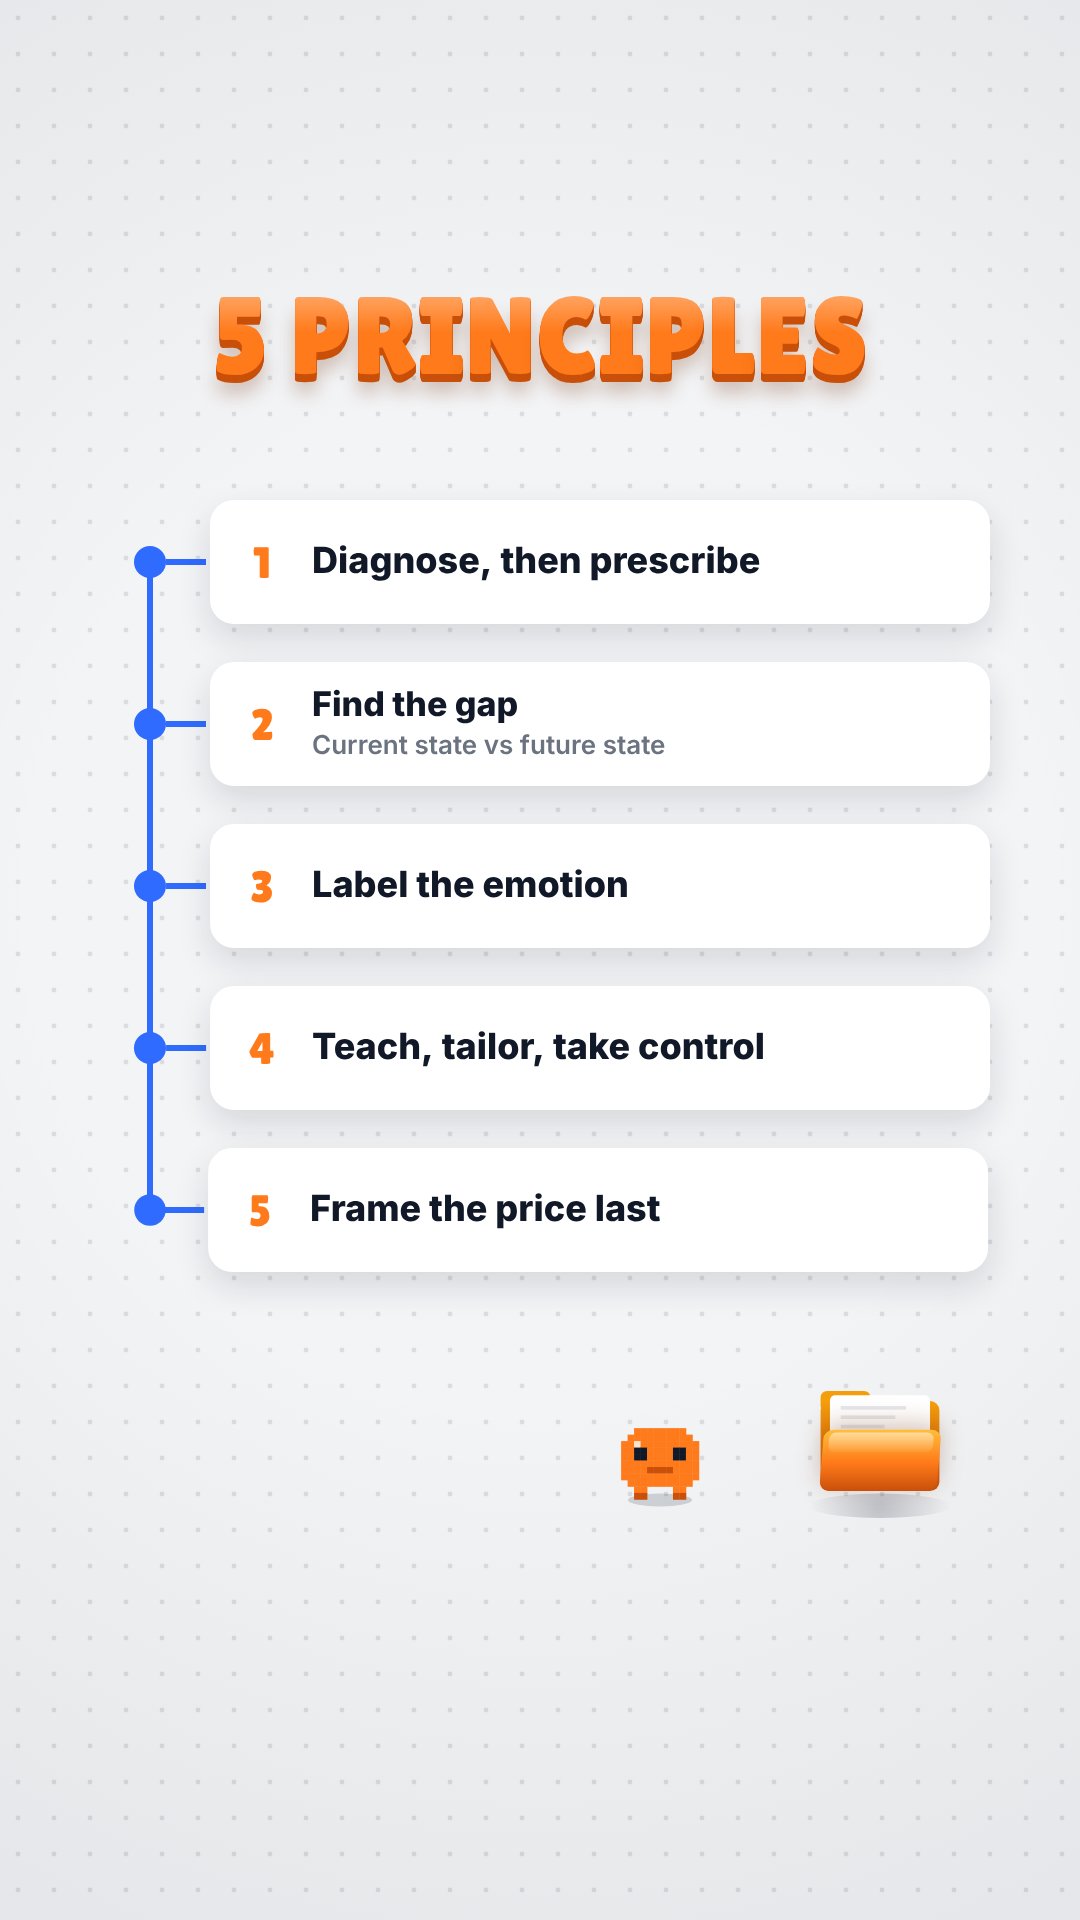 5 PRINCIPLES
1 Diagnose, then prescribe
2 Find the gap
Current state vs future state
3 Label the emotion
4 Teach, tailor, take control
5 Frame the price last